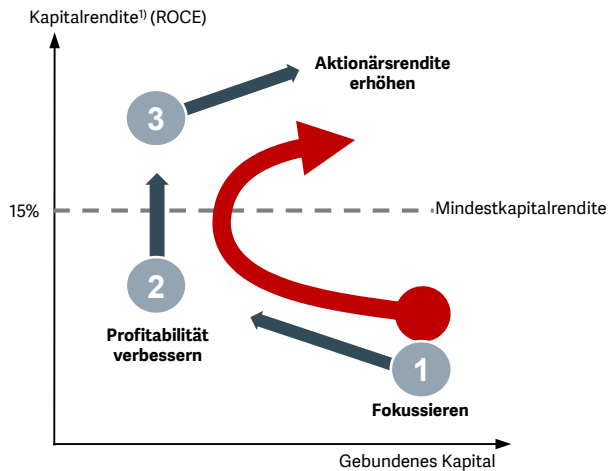 Kapitalrendite¹⁾ (ROCE)
Aktionärsrendite
erhöhen
3
15%
Mindestkapitalrendite
2
Profitabilität
verbessern
1
Fokussieren
Gebundenes Kapital